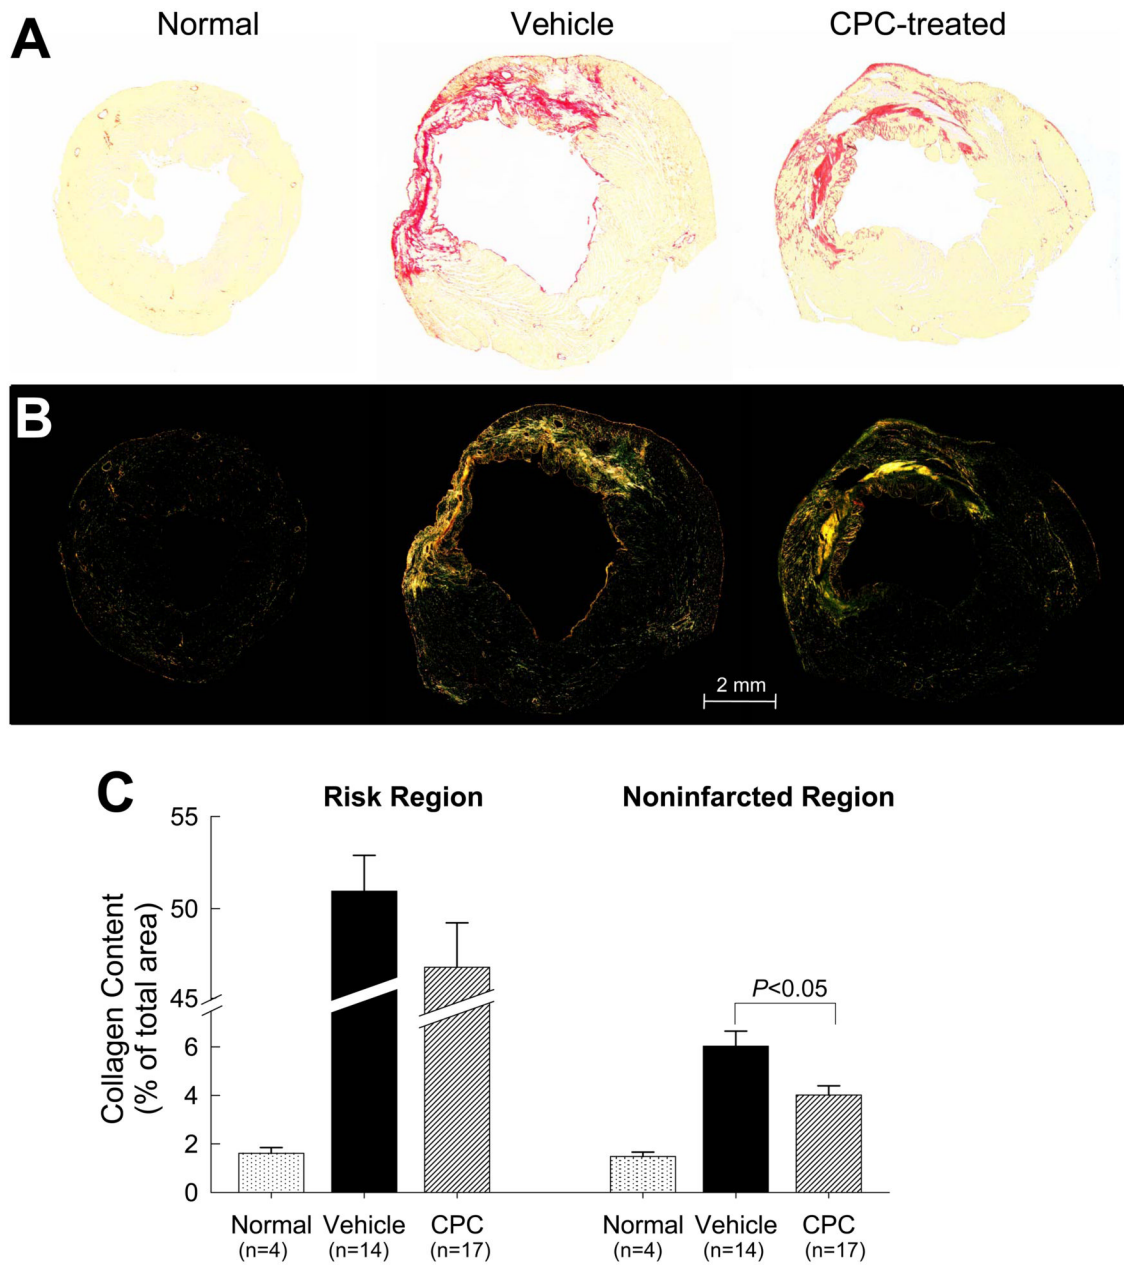 A
Normal
Vehicle
CPC-treated
B
2 mm
C
Risk Region
Noninfarcted Region
Collagen Content
(% of total area)
55
50
45
6
4
2
0
P<0.05
Normal
Vehicle
CPC
Normal
Vehicle
CPC
(n=4)
(n=14)
(n=17)
(n=4)
(n=14)
(n=17)